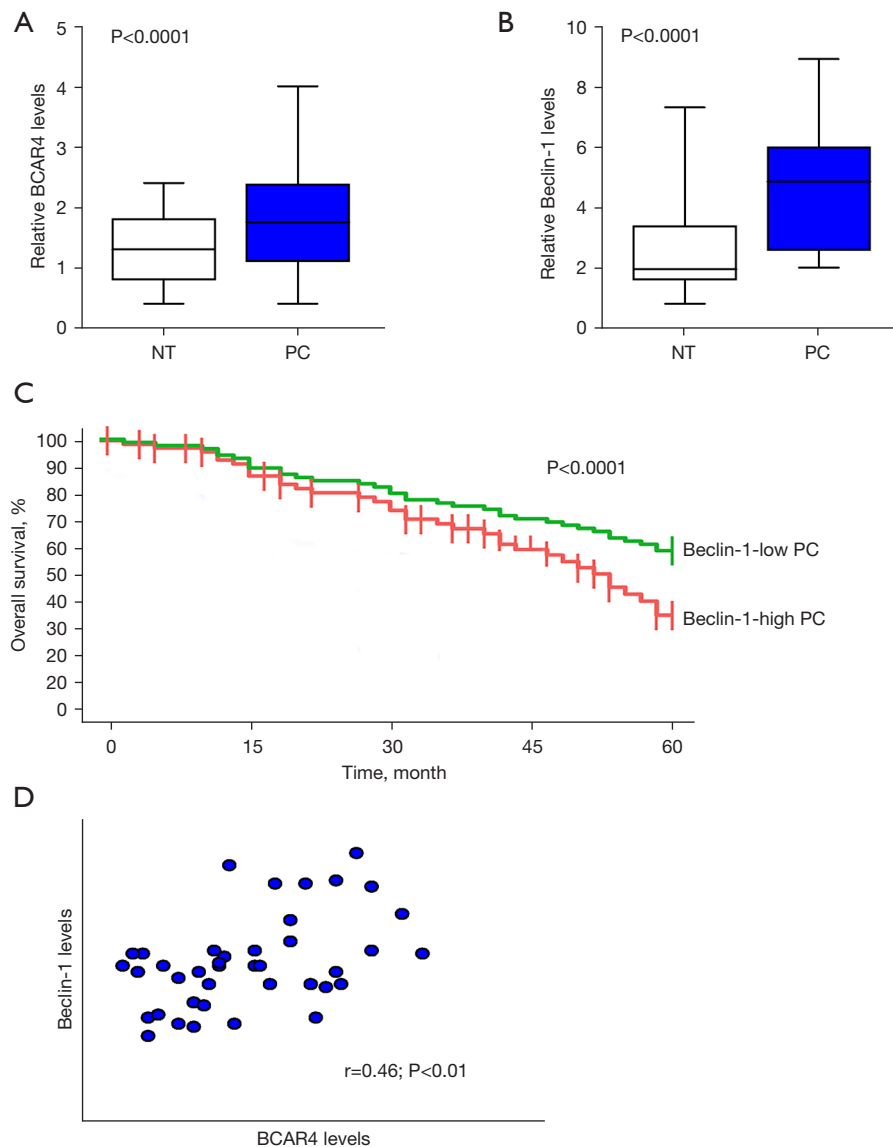 A
P<0.0001
Relative BCAR4 levels
5
4
3
2
1
0
NT
PC
B
P<0.0001
Relative Beclin-1 levels
10
8
6
4
2
0
NT
PC
C
Overall survival, %
100
90
80
70
60
50
40
30
20
10
0
P<0.0001
Beclin-1-low PC
Beclin-1-high PC
0
15
30
45
60
Time, month
D
Beclin-1 levels
r=0.46; P<0.01
BCAR4 levels